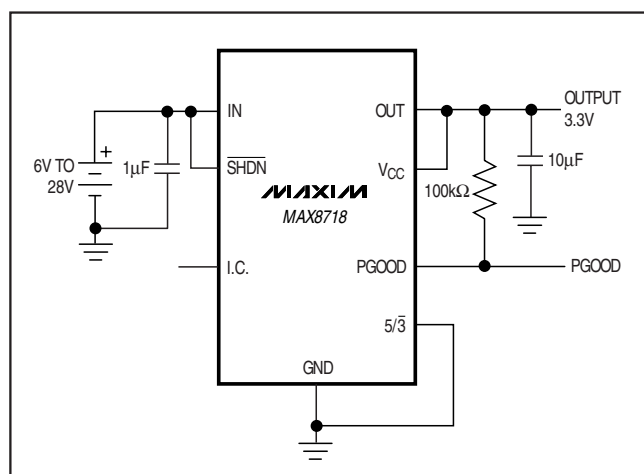 IN
OUT
OUTPUT
3.3V
+
6V TO
28V
1µF
SHDN
VCC
10µF
100kΩ
MAXIM
MAX8718
I.C.
PGOOD
PGOOD
5/3
GND